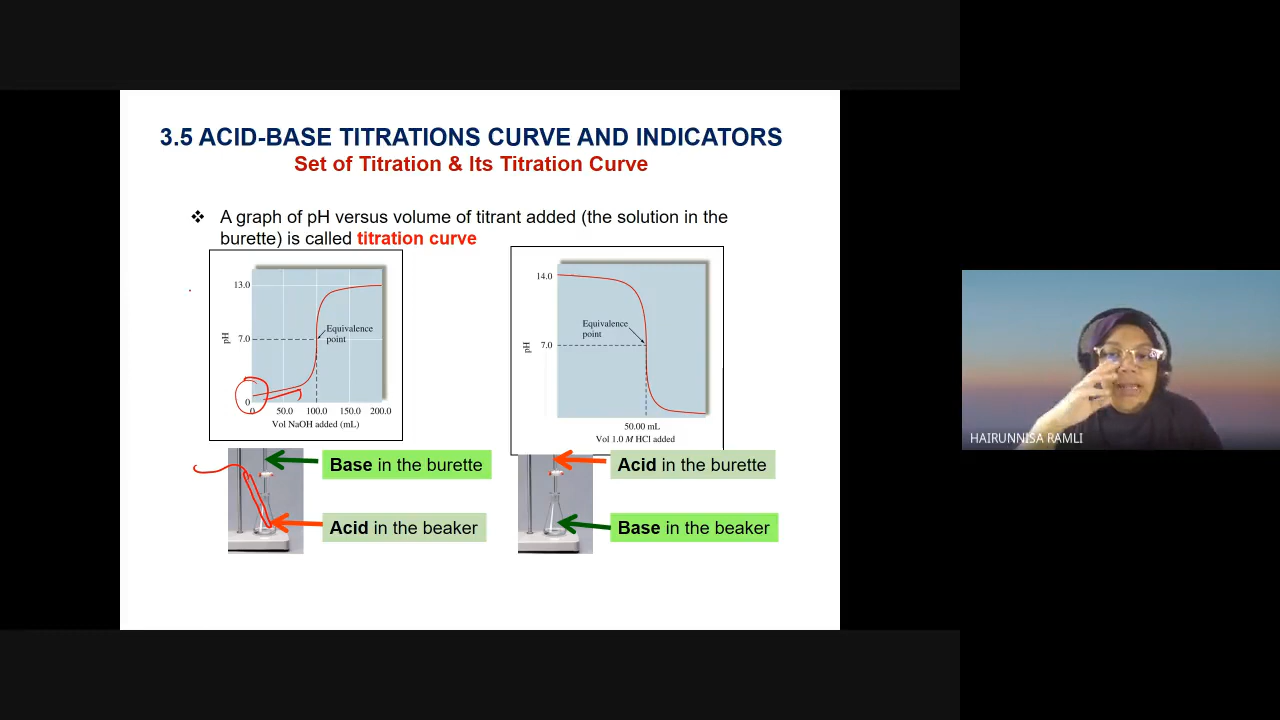 3.5 ACID-BASE TITRATIONS CURVE AND INDICATORS
Set of Titration & Its Titration Curve
❖ A graph of pH versus volume of titrant added (the solution in the
burette) is called titration curve
13.0
7.0
0
pH
Equivalence
point
0 50.0 100.0 150.0 200.0
Vol NaOH added (mL)
14.0
7.0
pH
Equivalence
point
50.00 mL
Vol 1.0 M HCl added
Base in the burette
Acid in the beaker
Acid in the burette
Base in the beaker
HAIRUNNISA RAMLI